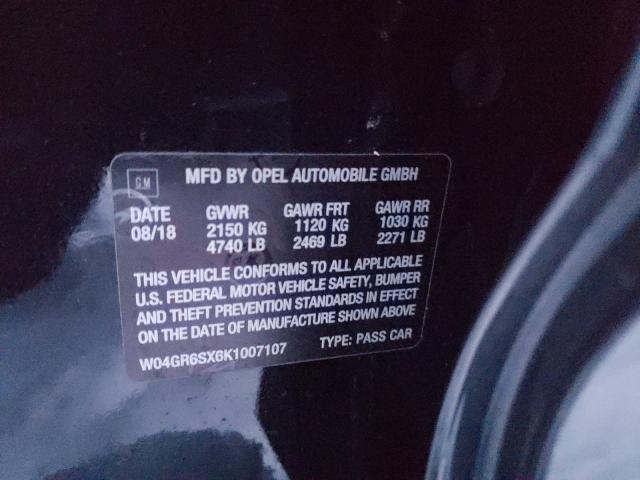 GM MFD BY OPEL AUTOMOBILE GMBH
DATE GVWR GAWR FRT GAWR RR
08/18 2150 KG 1120 KG 1030 KG
4740 LB 2469 LB 2271 LB
THIS VEHICLE CONFORMS TO ALL APPLICABLE
U.S. FEDERAL MOTOR VEHICLE SAFETY, BUMPER
AND THEFT PREVENTION STANDARDS IN EFFECT
ON THE DATE OF MANUFACTURE SHOWN ABOVE
W04GR6SX6K1007107 TYPE: PASS CAR